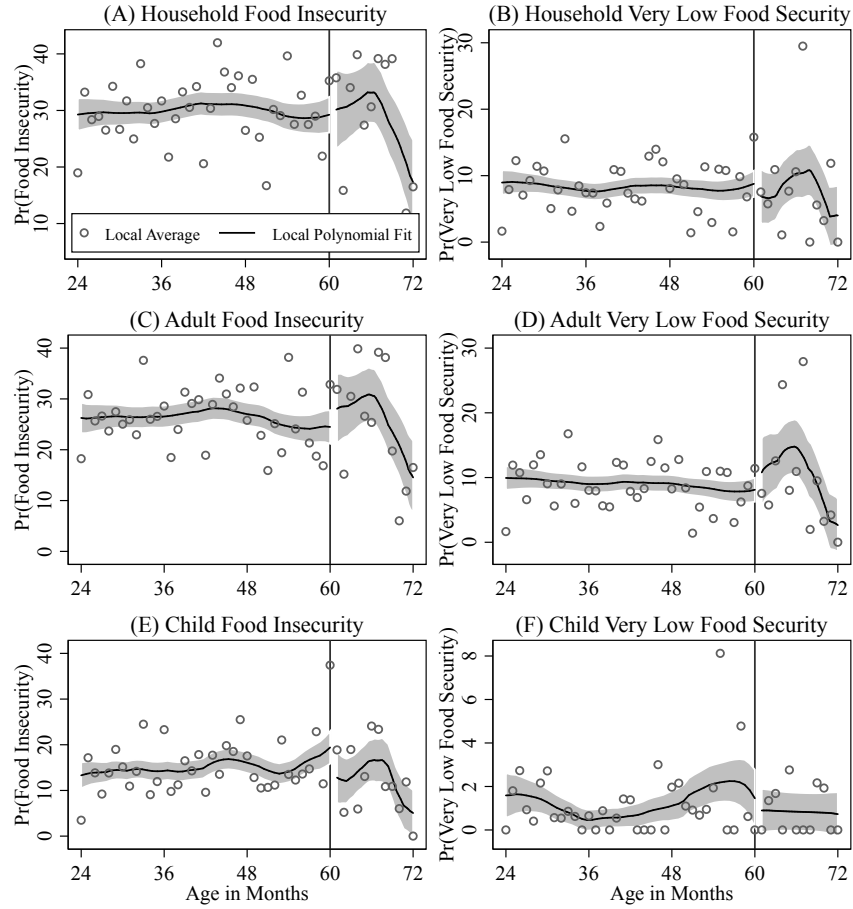 (A) Household Food Insecurity
Pr(Food Insecurity)
10 20 30 40
Local Average Local Polynomial Fit
24 36 48 60 72
(B) Household Very Low Food Security
Pr(Very Low Food Security)
0 10 20 30
24 36 48 60 72
(C) Adult Food Insecurity
Pr(Food Insecurity)
0 10 20 30 40
24 36 48 60 72
(D) Adult Very Low Food Security
Pr(Very Low Food Security)
0 10 20 30
24 36 48 60 72
(E) Child Food Insecurity
Pr(Food Insecurity)
0 10 20 30 40
24 36 48 60 72
Age in Months
(F) Child Very Low Food Security
Pr(Very Low Food Security)
0 2 4 6 8
24 36 48 60 72
Age in Months